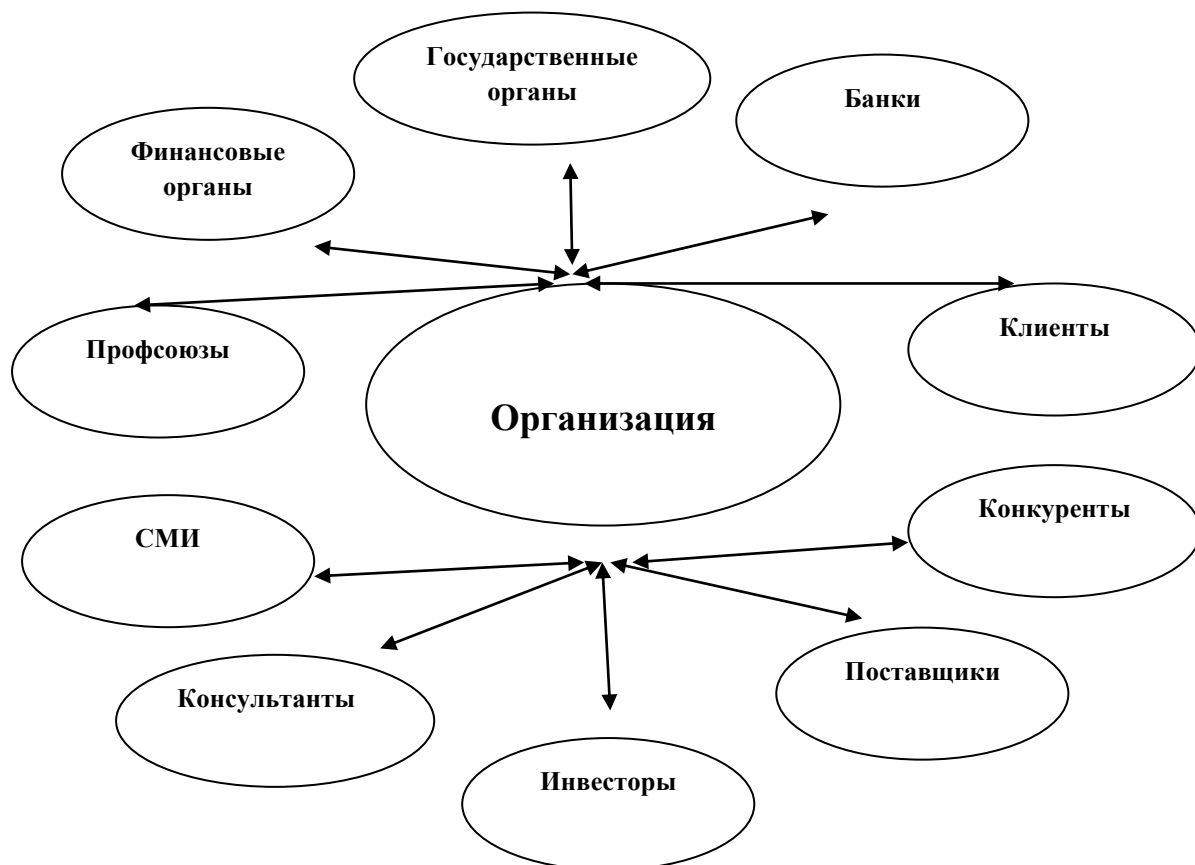 Государственные
органы
Банки
Финансовые
органы
Профсоюзы
Клиенты
Организация
СМИ
Конкуренты
Консультанты
Поставщики
Инвесторы